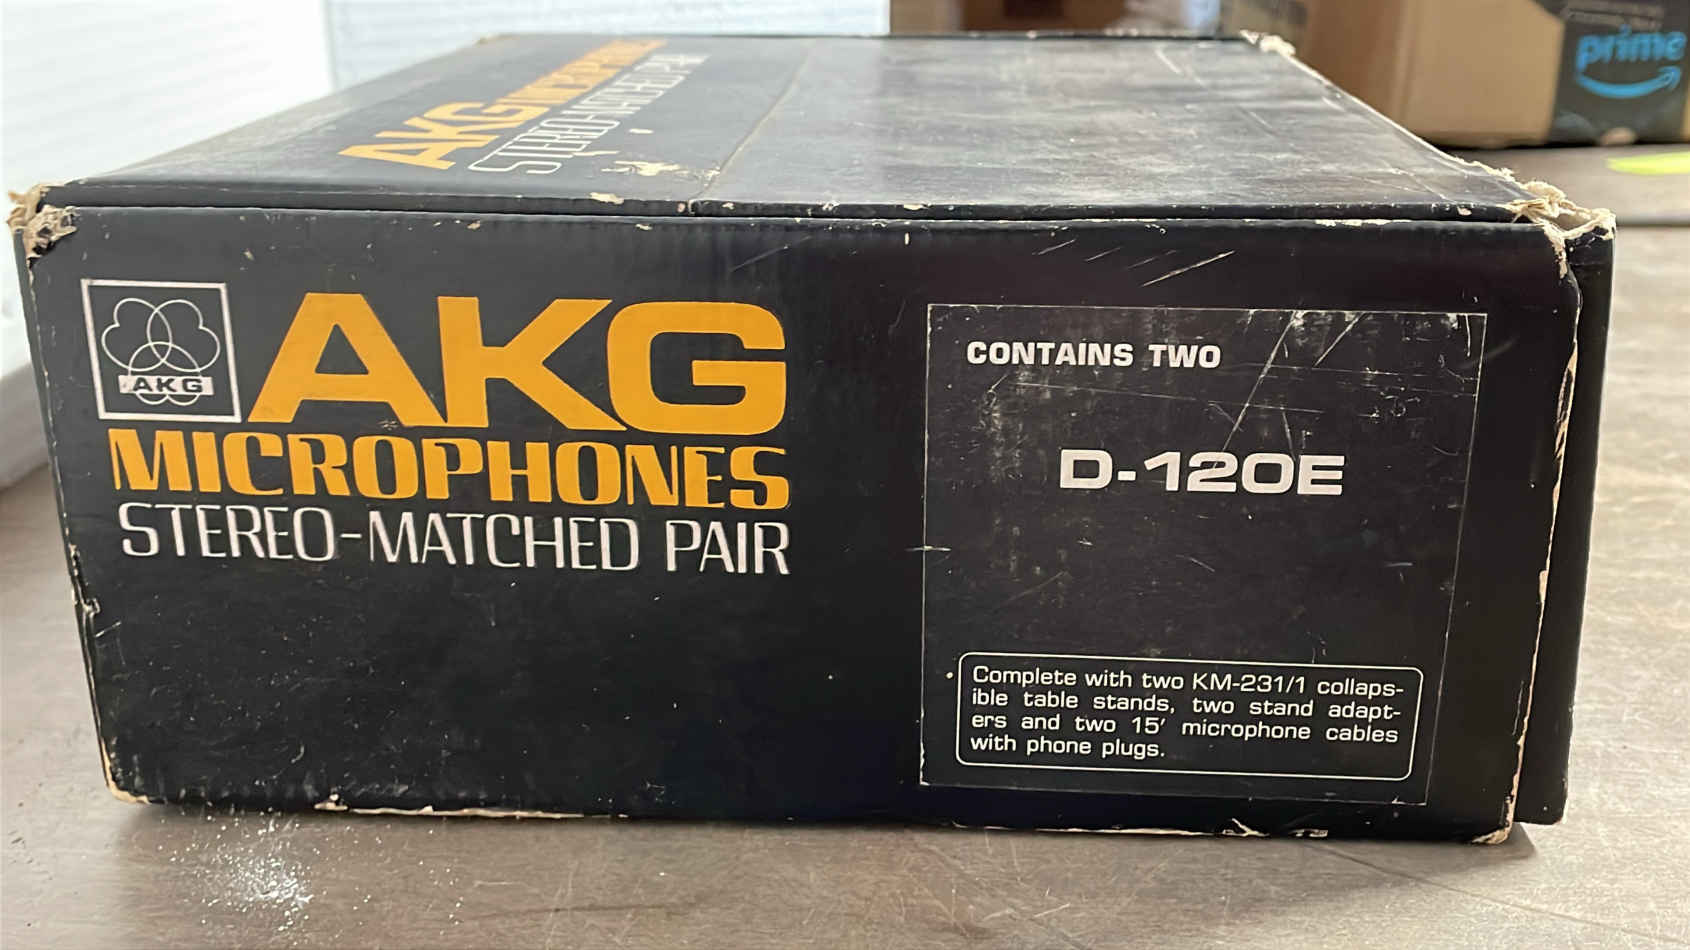 AKG MICROPHONES
STEREO-MATCHED PAIR
prime
AKG
AKG
MICROPHONES
STEREO-MATCHED PAIR
CONTAINS TWO
D-120E
Complete with two KM-231/1 collaps-
ible table stands, two stand adapt-
ers and two 15' microphone cables
with phone plugs.